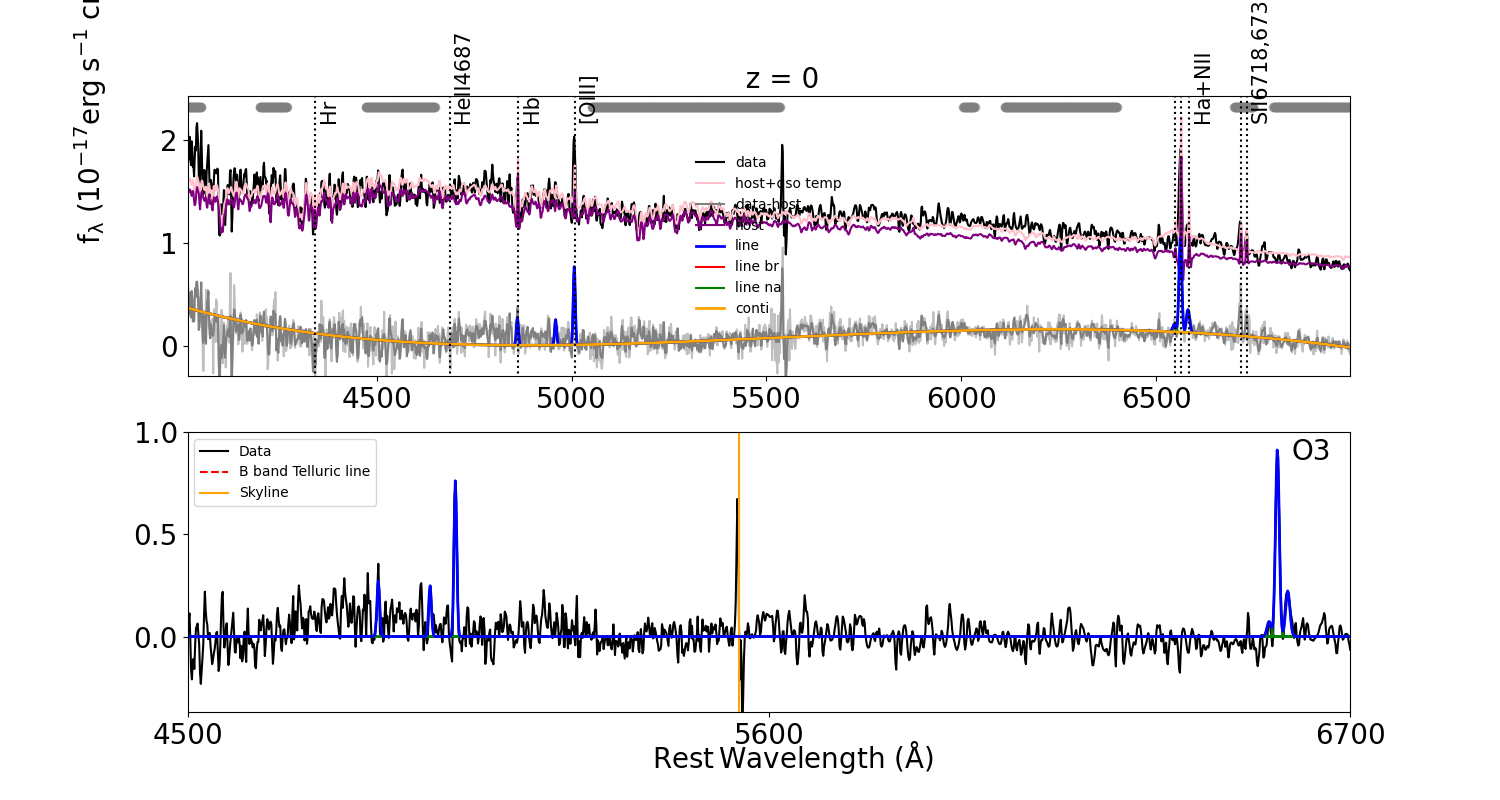 z = 0
f_λ (10^−17 erg s^−1 c
Hr
HeII4687
Hb
[OIII]
Ha+NII
SII6718,673
2
1
0
data
host+qso temp
data-host
host
line
line br
line na
conti
4500
5000
5500
6000
6500
1.0
0.5
0.0
Data
B band Telluric line
Skyline
O3
4500
5600
6700
Rest Wavelength (Å)